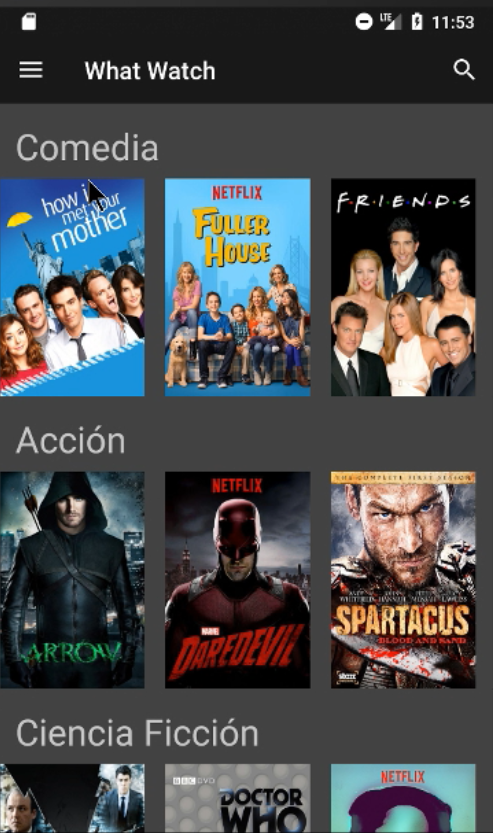 LTE 11:53
What Watch
Comedia
how i
met your
mother
NETFLIX
FULLER
HOUSE
F·R·I·E·N·D·S
Acción
ARROW
NETFLIX
MARVEL
DAREDEVIL
THE COMPLETE FIRST SEASON
SPARTACUS
BLOOD AND SAND
Ciencia Ficción
BBC DVD
DOCTOR
WHO
NETFLIX